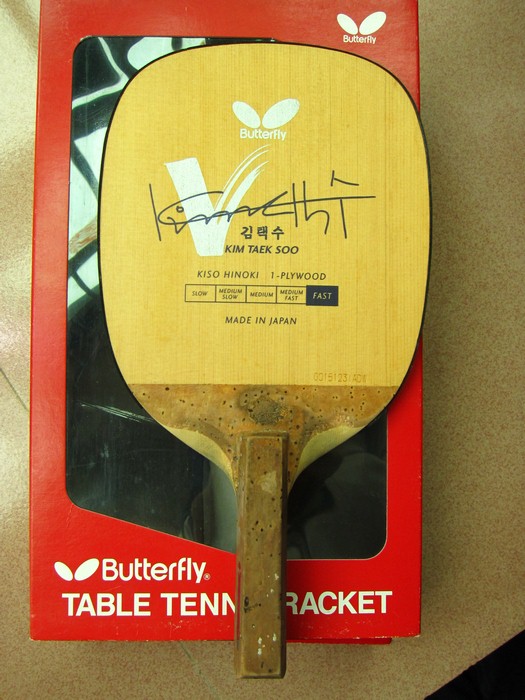 Butterfly
Butterfly
V
김택수
KIM TAEK SOO
KISO HINOKI 1-PLYWOOD
SLOW MEDIUM SLOW MEDIUM MEDIUM FAST FAST
MADE IN JAPAN
Butterfly®
TABLE TENN RACKET